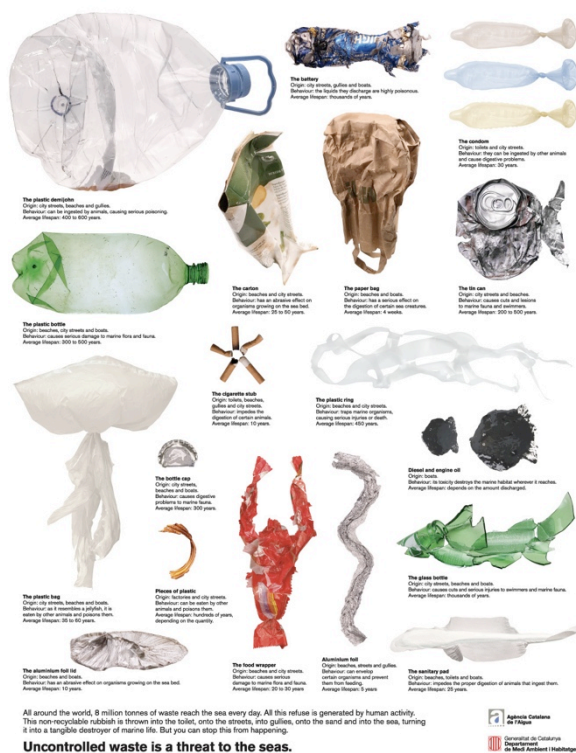 The battery
Origin: city streets, gullies and boats.
Behaviour: the liquids they discharge are highly poisonous.
Average lifespan: thousands of years.
The condom
Origin: toilets and city streets.
Behaviour: they can be ingested by other animals
and cause digestive problems.
Average lifespan: 30 years.
The plastic demijohn
Origin: city streets, beaches and gullies.
Behaviour: can be ingested by animals, causing serious poisoning.
Average lifespan: 400 to 600 years.
The carton
Origin: beaches and city streets.
Behaviour: has an abrasive effect on
organisms growing on the sea bed.
Average lifespan: 25 to 50 years.
The paper bag
Origin: beaches and boats.
Behaviour: has a serious effect on
the digestion of certain sea creatures.
Average lifespan: 4 weeks.
The tin can
Origin: city streets and beaches.
Behaviour: causes cuts and lesions
to marine fauna and swimmers.
Average lifespan: 200 to 500 years.
The plastic bottle
Origin: beaches, city streets and boats.
Behaviour: causes serious damage to marine flora and fauna.
Average lifespan: 300 to 500 years.
The cigarette stub
Origin: toilets, beaches,
gullies and city streets.
Behaviour: impedes the
digestion of certain animals.
Average lifespan: 10 years.
The plastic ring
Origin: beaches and city streets.
Behaviour: traps marine organisms,
causing serious injuries or death.
Average lifespan: 450 years.
The bottle cap
Origin: city streets,
beaches and boats.
Behaviour: causes digestive
problems to marine fauna.
Average lifespan: 300 years.
Diesel and engine oil
Origin: boats.
Behaviour: its toxicity destroys the marine habitat wherever it reaches.
Average lifespan: depends on the amount discharged.
The plastic bag
Origin: city streets, beaches and boats.
Behaviour: as it resembles a jellyfish, it is
eaten by other animals and poisons them.
Average lifespan: 35 to 60 years.
Pieces of plastic
Origin: factories and city streets.
Behaviour: can be eaten by other
animals and poisons them.
Average lifespan: hundreds of years,
depending on the quantity.
The glass bottle
Origin: city streets, beaches and boats.
Behaviour: causes cuts and serious injuries to swimmers and marine fauna.
Average lifespan: thousands of years.
The aluminium foil lid
Origin: beaches and boats.
Behaviour: has an abrasive effect on organisms growing on the sea bed.
Average lifespan: 10 years.
The food wrapper
Origin: beaches and city streets.
Behaviour: causes serious
damage to marine flora and fauna.
Average lifespan: 20 to 30 years
Aluminium foil
Origin: beaches, streets and gullies.
Behaviour: can envelop
certain organisms and prevent
them from feeding.
Average lifespan: 5 years
The sanitary pad
Origin: beaches, toilets and boats.
Behaviour: impedes the proper digestion of animals that ingest them.
Average lifespan: 25 years.
All around the world, 8 million tonnes of waste reach the sea every day. All this refuse is generated by human activity.
This non-recyclable rubbish is thrown into the toilet, onto the streets, into gullies, onto the sand and into the sea, turning
it into a tangible destroyer of marine life. But you can stop this from happening.
Uncontrolled waste is a threat to the seas.
Agència Catalana
de l'Aigua
Generalitat de Catalunya
Departament
de Medi Ambient i Habitatge